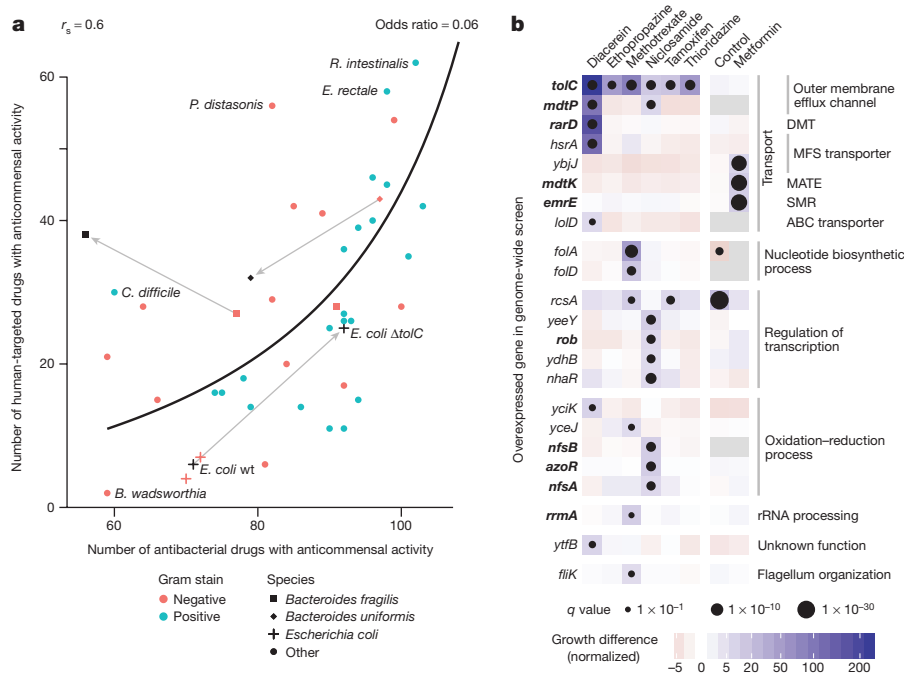 a
r_s = 0.6
Odds ratio = 0.06
Number of human-targeted drugs with anticommensal activity
60
40
20
0
R. intestinalis
E. rectale
P. distasonis
C. difficile
E. coli ΔtolC
E. coli wt
B. wadsworthia
60
80
100
Number of antibacterial drugs with anticommensal activity
Gram stain
Negative
Positive
Species
Bacteroides fragilis
Bacteroides uniformis
Escherichia coli
Other
b
Diacerein
Ethopropazine
Methotrexate
Niclosamide
Tamoxifen
Thioridazine
Control
Metformin
Overexpressed gene in genome-wide screen
tolC
mdtP
rarD
hsrA
ybjJ
mdtK
emrE
lolD
folA
folD
rcsA
yeeY
rob
ydhB
nhaR
yciK
yceJ
nfsB
azoR
nfsA
rrmA
ytfB
fliK
Transport
Outer membrane
efflux channel
DMT
MFS transporter
MATE
SMR
ABC transporter
Nucleotide biosynthetic
process
Regulation of
transcription
Oxidation–reduction
process
rRNA processing
Unknown function
Flagellum organization
q value
1 × 10⁻¹
1 × 10⁻¹⁰
1 × 10⁻³⁰
Growth difference
(normalized)
−5 0 5 20 50 100 200